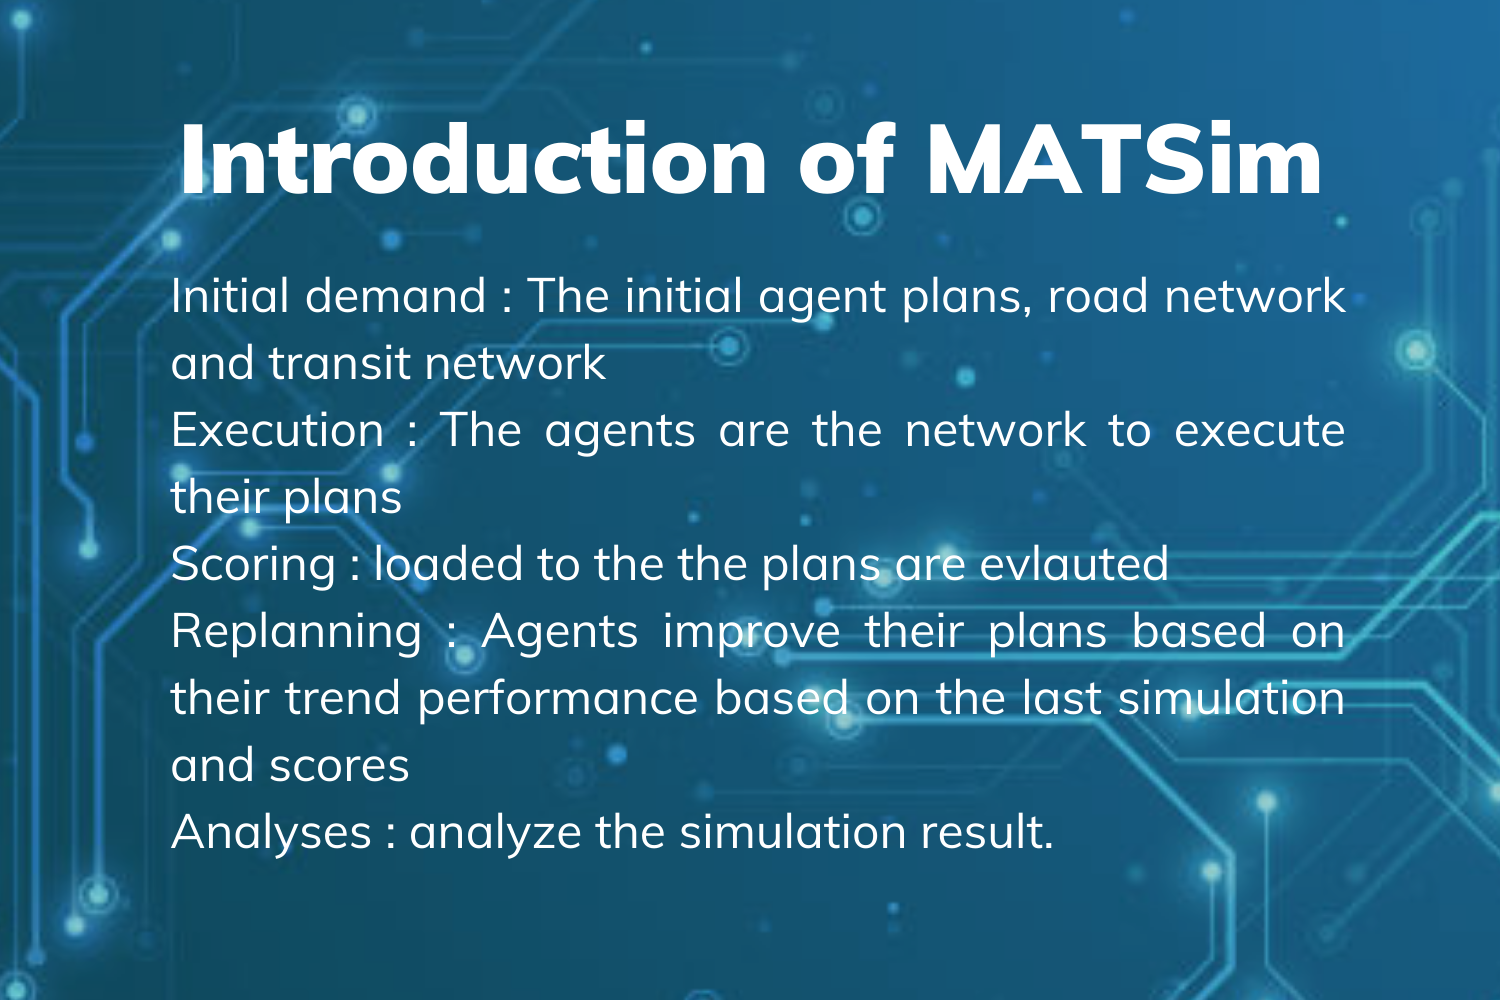 Introduction of MATSim
Initial demand : The initial agent plans, road network
and transit network
Execution : The agents are the network to execute
their plans
Scoring : loaded to the the plans are evlauted
Replanning : Agents improve their plans based on
their trend performance based on the last simulation
and scores
Analyses : analyze the simulation result.